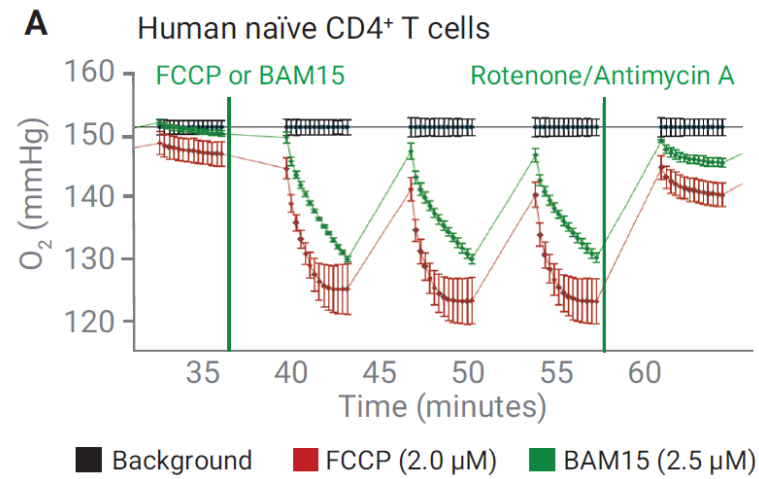 A
Human naïve CD4⁺ T cells
FCCP or BAM15
Rotenone/Antimycin A
160
150
140
130
120
O₂ (mmHg)
35 40 45 50 55 60
Time (minutes)
Background FCCP (2.0 µM) BAM15 (2.5 µM)